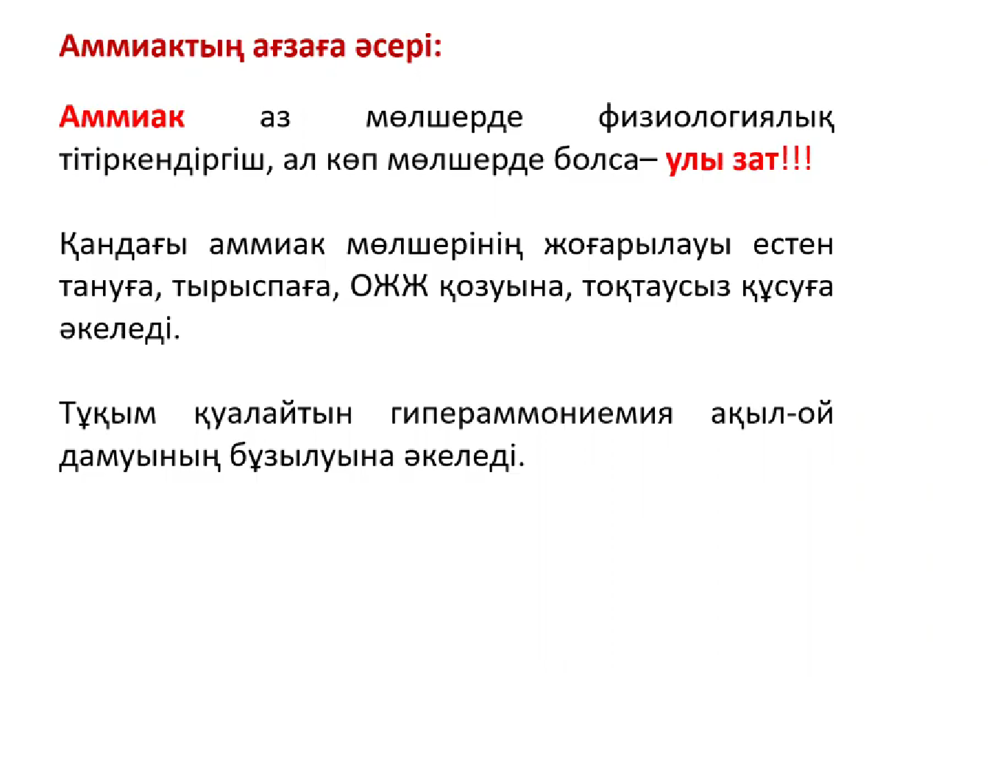 Аммиактың ағзаға әсері:
Аммиак аз мөлшерде физиологиялық
тітіркендіргіш, ал көп мөлшерде болса– улы зат!!!
Қандағы аммиак мөлшерінің жоғарылауы естен
тануға, тырыспаға, ОЖЖ қозуына, тоқтаусыз құсуға
әкеледі.
Тұқым қуалайтын гипераммониемия ақыл-ой
дамуының бұзылуына әкеледі.